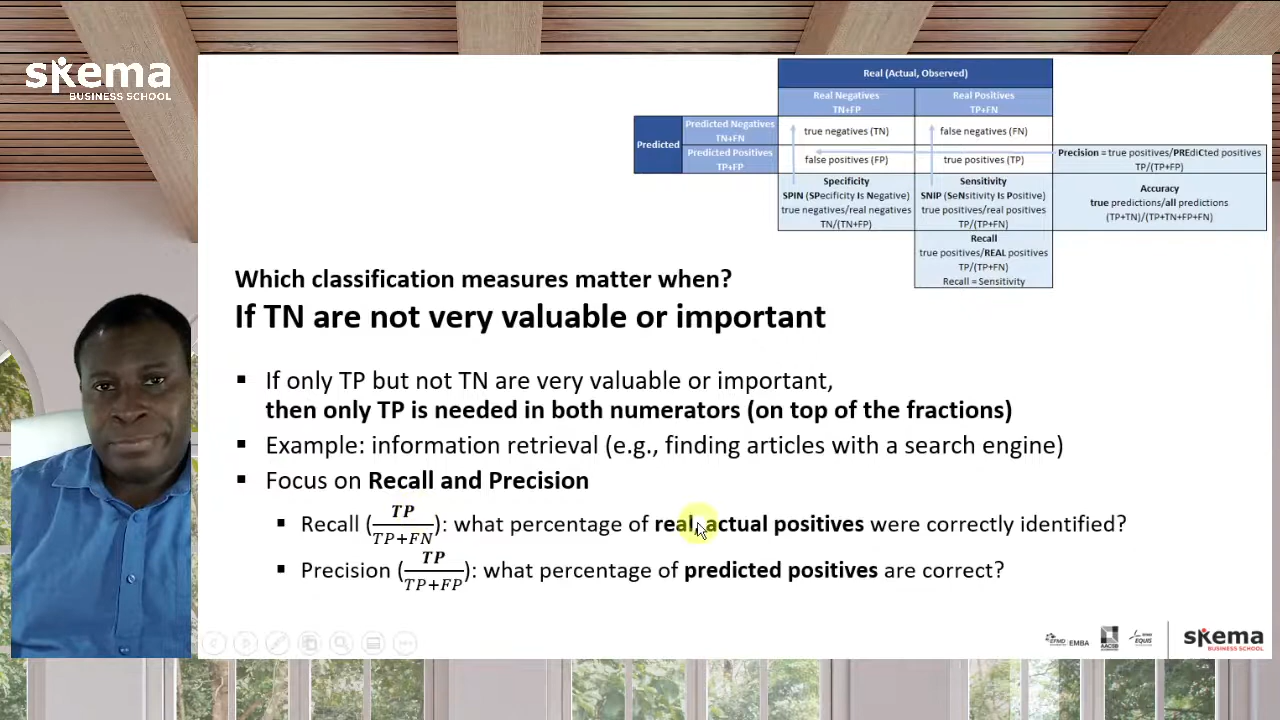 skema
BUSINESS SCHOOL
Real (Actual, Observed)
Real Negatives
TN+FP
Real Positives
TP+FN
Predicted
Predicted Negatives
TN+FN
true negatives (TN)
false negatives (FN)
Predicted Positives
TP+FP
false positives (FP)
true positives (TP)
Precision = true positives/PREdiCted positives
TP/(TP+FP)
Specificity
SPIN (SPecificity Is Negative)
true negatives/real negatives
TN/(TN+FP)
Sensitivity
SNIP (SeNsitivity Is Positive)
true positives/real positives
TP/(TP+FN)
Accuracy
true predictions/all predictions
(TP+TN)/(TP+TN+FP+FN)
Recall
true positives/REAL positives
TP/(TP+FN)
Recall = Sensitivity
Which classification measures matter when?
If TN are not very valuable or important
▪ If only TP but not TN are very valuable or important,
then only TP is needed in both numerators (on top of the fractions)
▪ Example: information retrieval (e.g., finding articles with a search engine)
▪ Focus on Recall and Precision
▪ Recall (TP/TP+FN): what percentage of real, actual positives were correctly identified?
▪ Precision (TP/TP+FP): what percentage of predicted positives are correct?
EMBA
AACSB
EQUIS
skema
BUSINESS SCHOOL